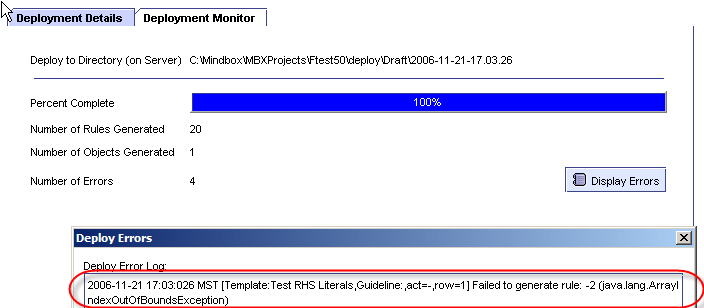 Deployment Details
Deployment Monitor
Deploy to Directory (on Server) C:\Mindbox\MBXProjects\Ftest50\deploy\Draft\2006-11-21-17.03.26
Percent Complete 100%
Number of Rules Generated 20
Number of Objects Generated 1
Number of Errors 4
Display Errors
Deploy Errors
Deploy Error Log:
2006-11-21 17:03:026 MST [Template:Test RHS Literals,Guideline:,act=-,row=1] Failed to generate rule: -2 (java.lang.ArrayI
ndexOutOfBoundsException)